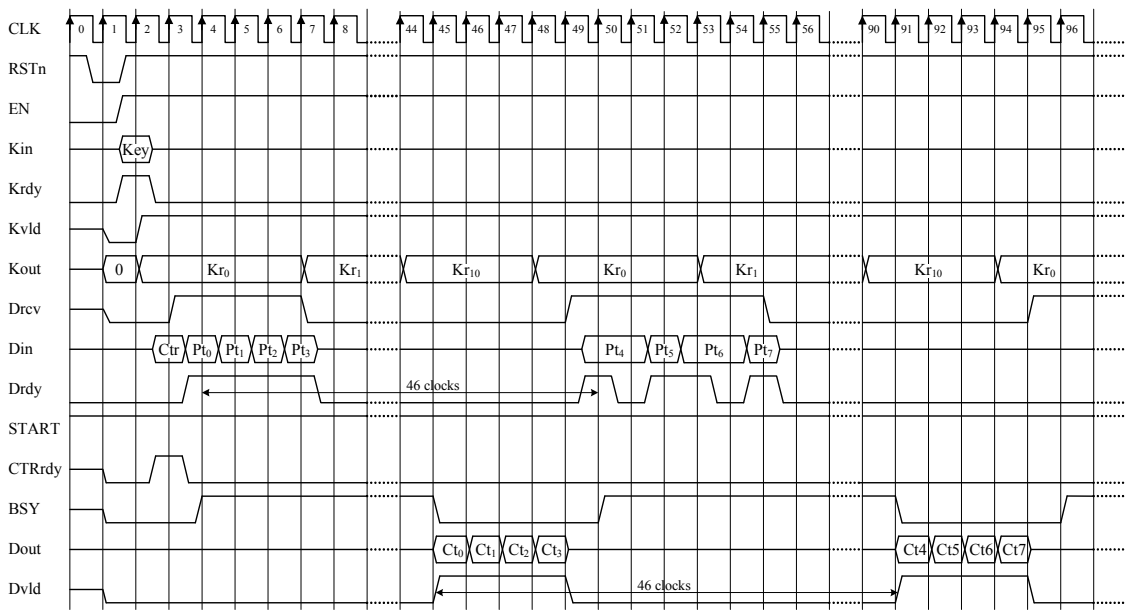 CLK 0 1 2 3 4 5 6 7 8 44 45 46 47 48 49 50 51 52 53 54 55 56 90 91 92 93 94 95 96
RSTn
EN
Kin Key
Krdy
Kvld
Kout 0 Kr₀ Kr₁ Kr₁₀ Kr₀ Kr₁ Kr₁₀ Kr₀
Drcv
Din Ctr Pt₀ Pt₁ Pt₂ Pt₃ Pt₄ Pt₅ Pt₆ Pt₇
Drdy 46 clocks
START
CTRrdy
BSY
Dout Ct₀ Ct₁ Ct₂ Ct₃ Ct4 Ct5 Ct6 Ct7
Dvld 46 clocks